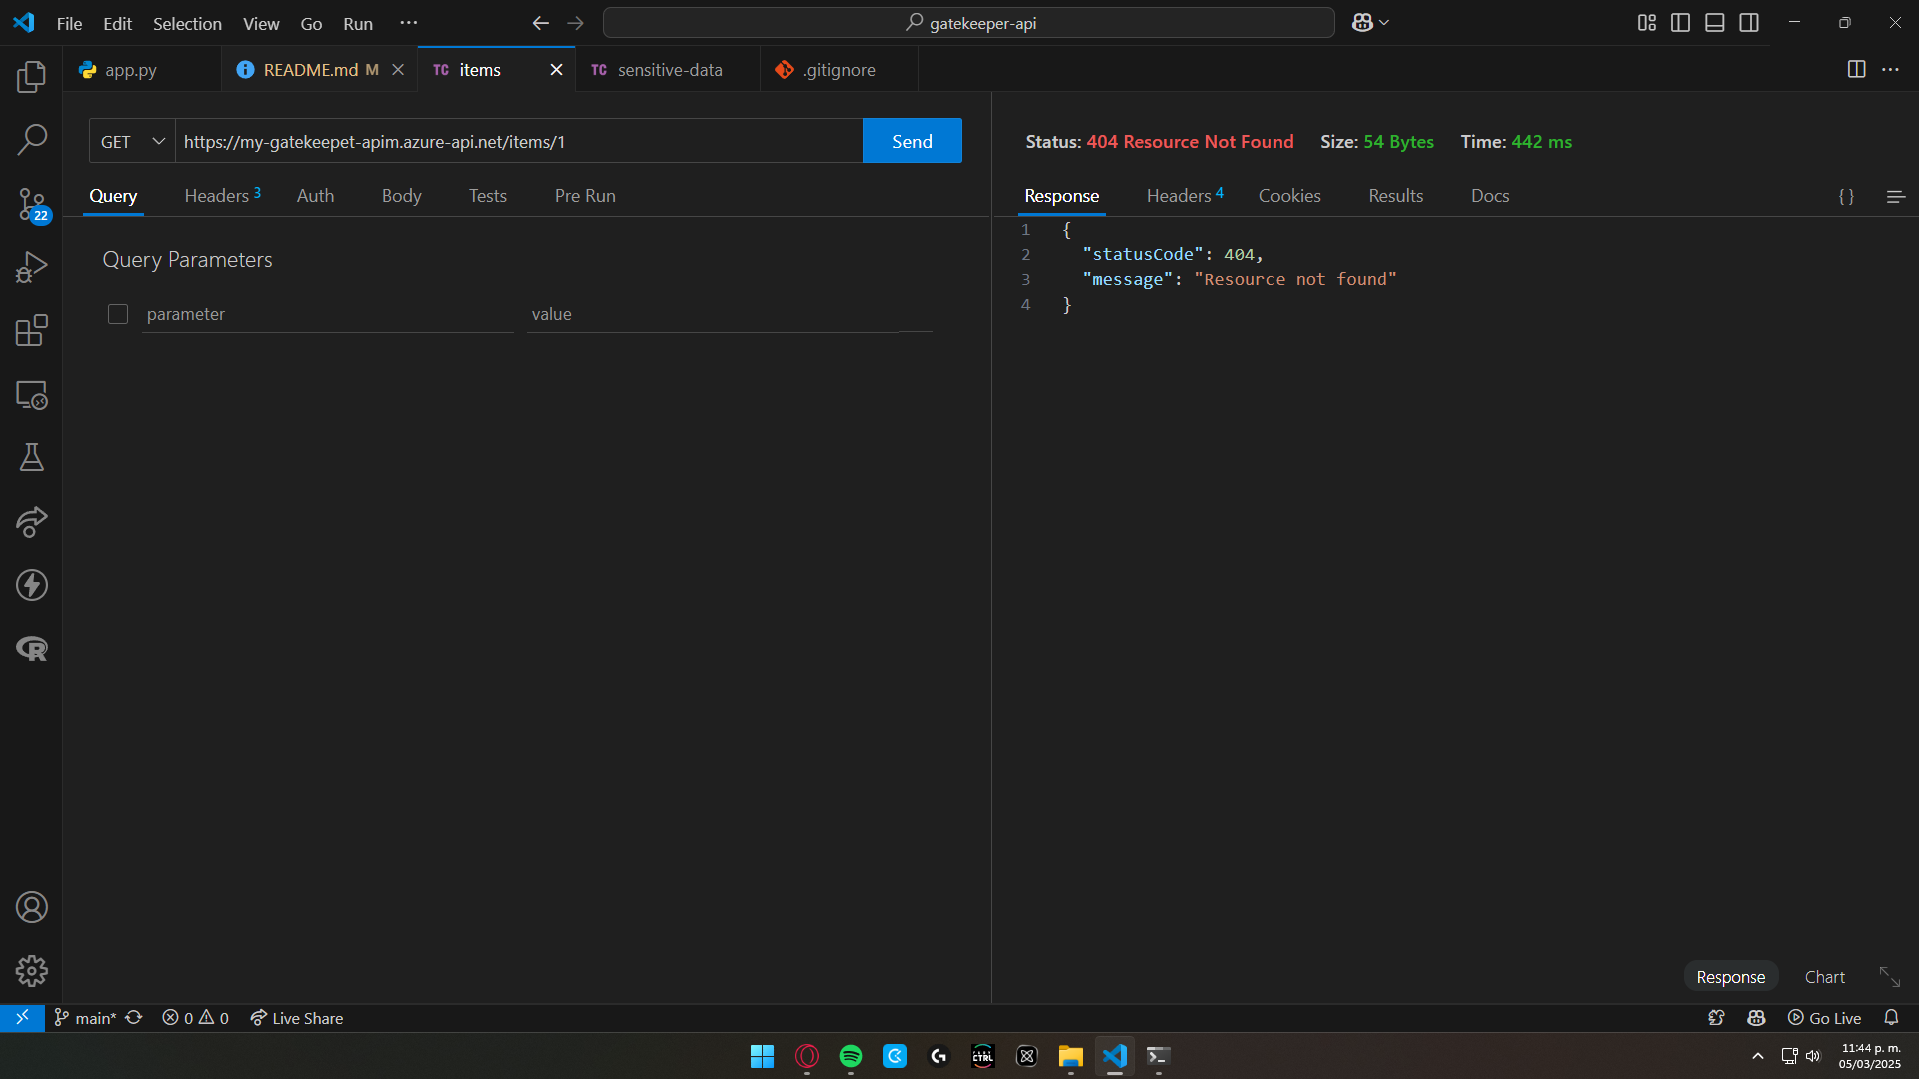 File Edit Selection View Go Run ··· gatekeeper-api
app.py README.md M items sensitive-data .gitignore
TC TC
GET https://my-gatekeepet-apim.azure-api.net/items/1 Send
Query Headers 3 Auth Body Tests Pre Run
Query Parameters
parameter value
Status: 404 Resource Not Found Size: 54 Bytes Time: 442 ms
Response Headers 4 Cookies Results Docs {}
1 {
2 "statusCode": 404,
3 "message": "Resource not found"
4 }
22
Response Chart
main* 0 0 Live Share Go Live
CTRL
11:44 p. m.
05/03/2025